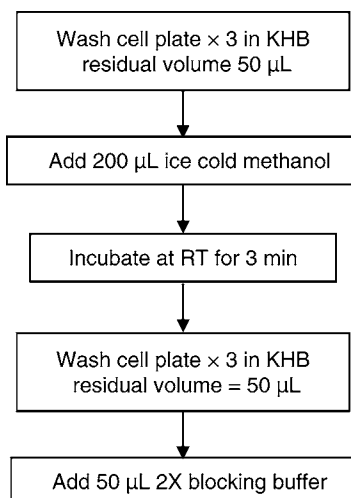 Wash cell plate × 3 in KHB
residual volume 50 µL
Add 200 µL ice cold methanol
Incubate at RT for 3 min
Wash cell plate × 3 in KHB
residual volume = 50 µL
Add 50 µL 2X blocking buffer